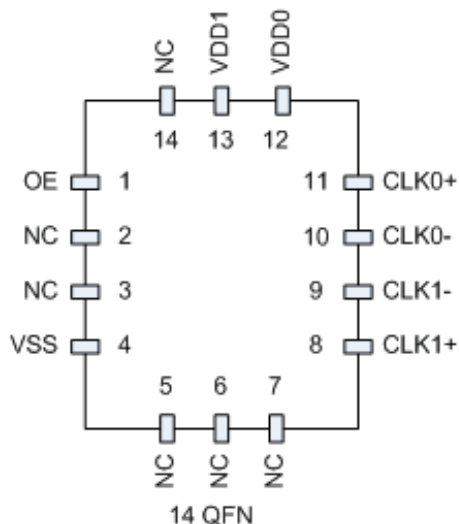 NC VDD1 VDD0
14 13 12
OE 1 11 CLK0+
NC 2 10 CLK0-
NC 3 9 CLK1-
VSS 4 8 CLK1+
5 6 7
NC NC NC
14 QFN